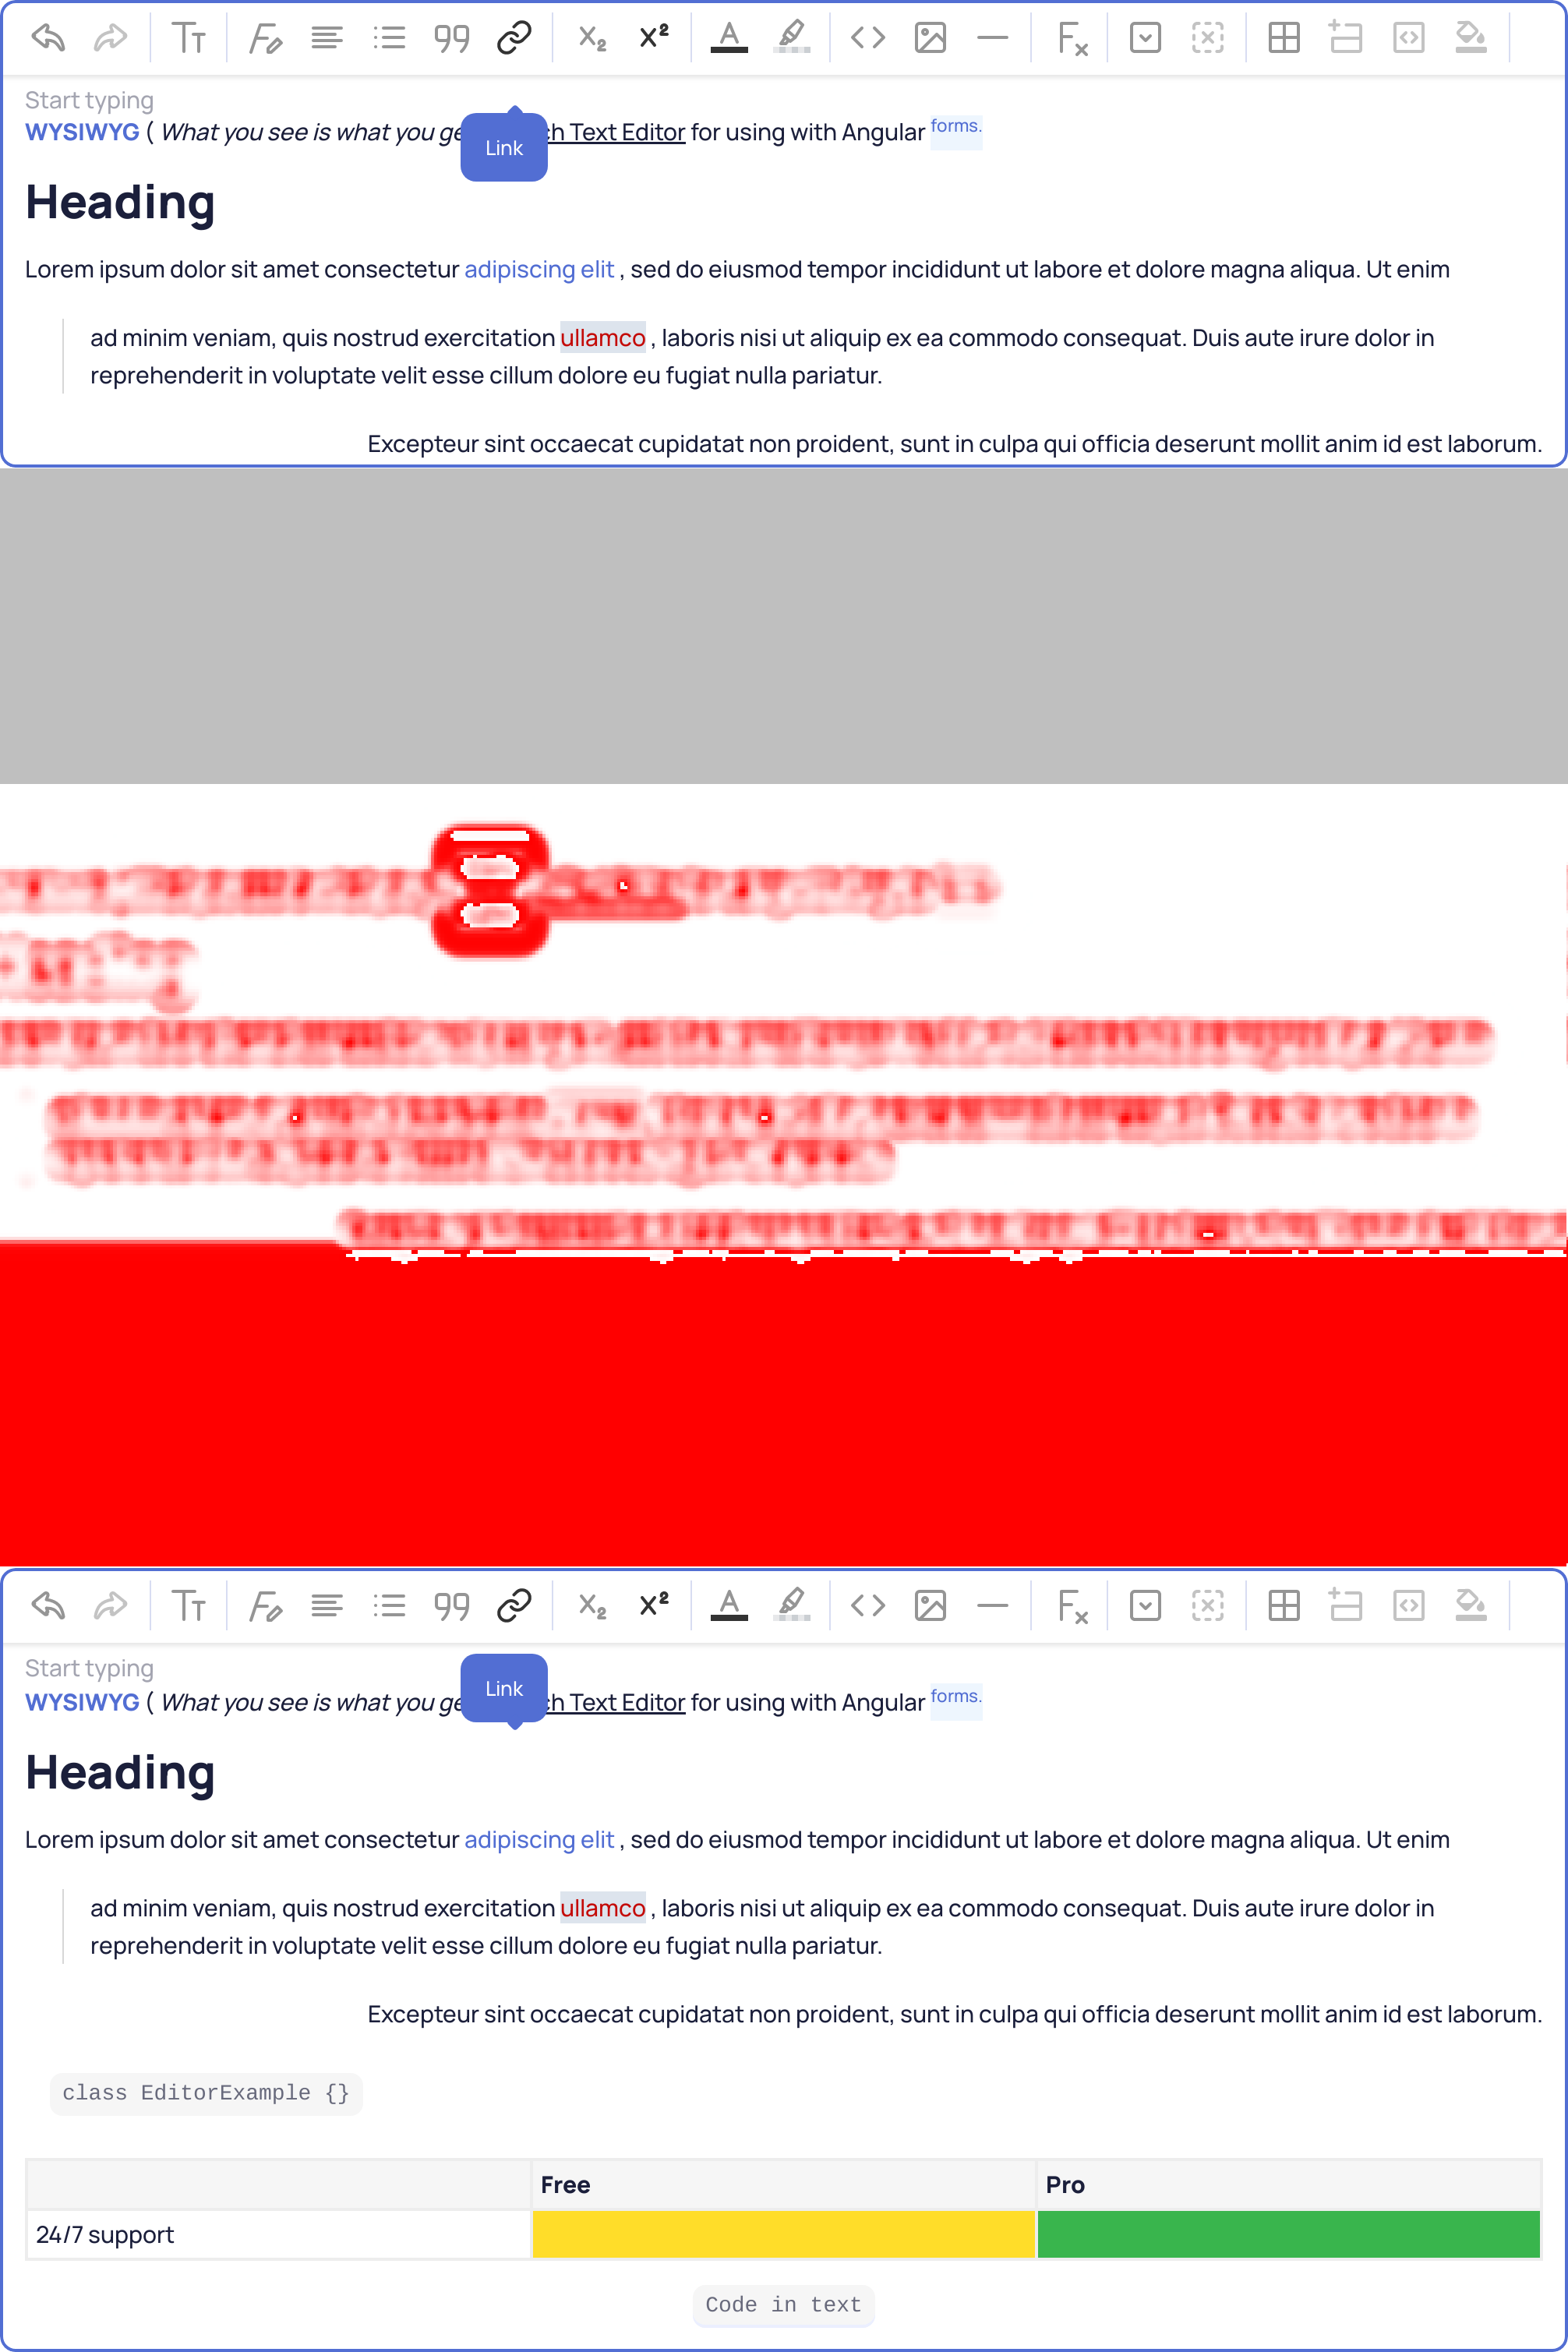 Start typing
WYSIWYG ( What you see is what you ge ch Text Editor for using with Angular forms.
Link
Heading
Lorem ipsum dolor sit amet consectetur adipiscing elit , sed do eiusmod tempor incididunt ut labore et dolore magna aliqua. Ut enim
ad minim veniam, quis nostrud exercitation ullamco , laboris nisi ut aliquip ex ea commodo consequat. Duis aute irure dolor in
reprehenderit in voluptate velit esse cillum dolore eu fugiat nulla pariatur.
Excepteur sint occaecat cupidatat non proident, sunt in culpa qui officia deserunt mollit anim id est laborum.
Start typing
Link
WYSIWYG ( What you see is what you ge ch Text Editor for using with Angular forms.
Heading
Lorem ipsum dolor sit amet consectetur adipiscing elit , sed do eiusmod tempor incididunt ut labore et dolore magna aliqua. Ut enim
ad minim veniam, quis nostrud exercitation ullamco , laboris nisi ut aliquip ex ea commodo consequat. Duis aute irure dolor in
reprehenderit in voluptate velit esse cillum dolore eu fugiat nulla pariatur.
Excepteur sint occaecat cupidatat non proident, sunt in culpa qui officia deserunt mollit anim id est laborum.
class EditorExample {}
Free Pro
24/7 support
Code in text